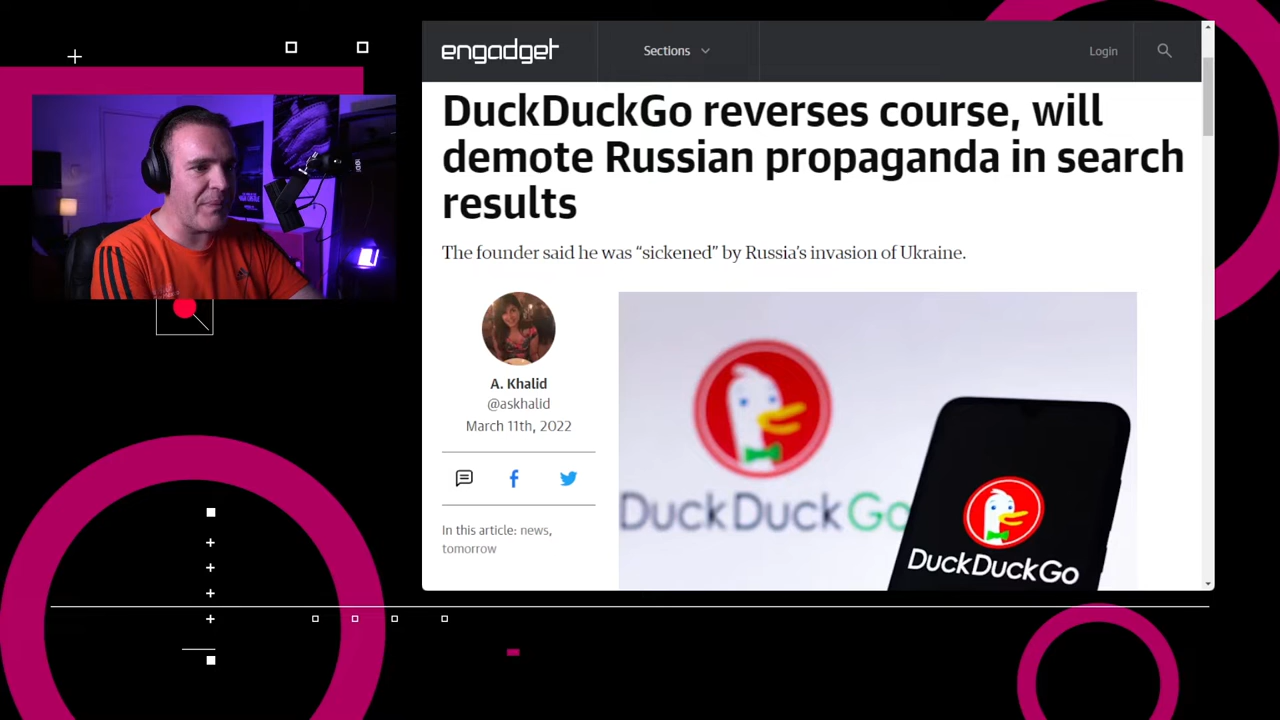 engadget
Sections
Login
DuckDuckGo reverses course, will
demote Russian propaganda in search
results
The founder said he was “sickened” by Russia’s invasion of Ukraine.
A. Khalid
@askhalid
March 11th, 2022
In this article: news,
tomorrow
DuckDuckGo
DuckDuckGo